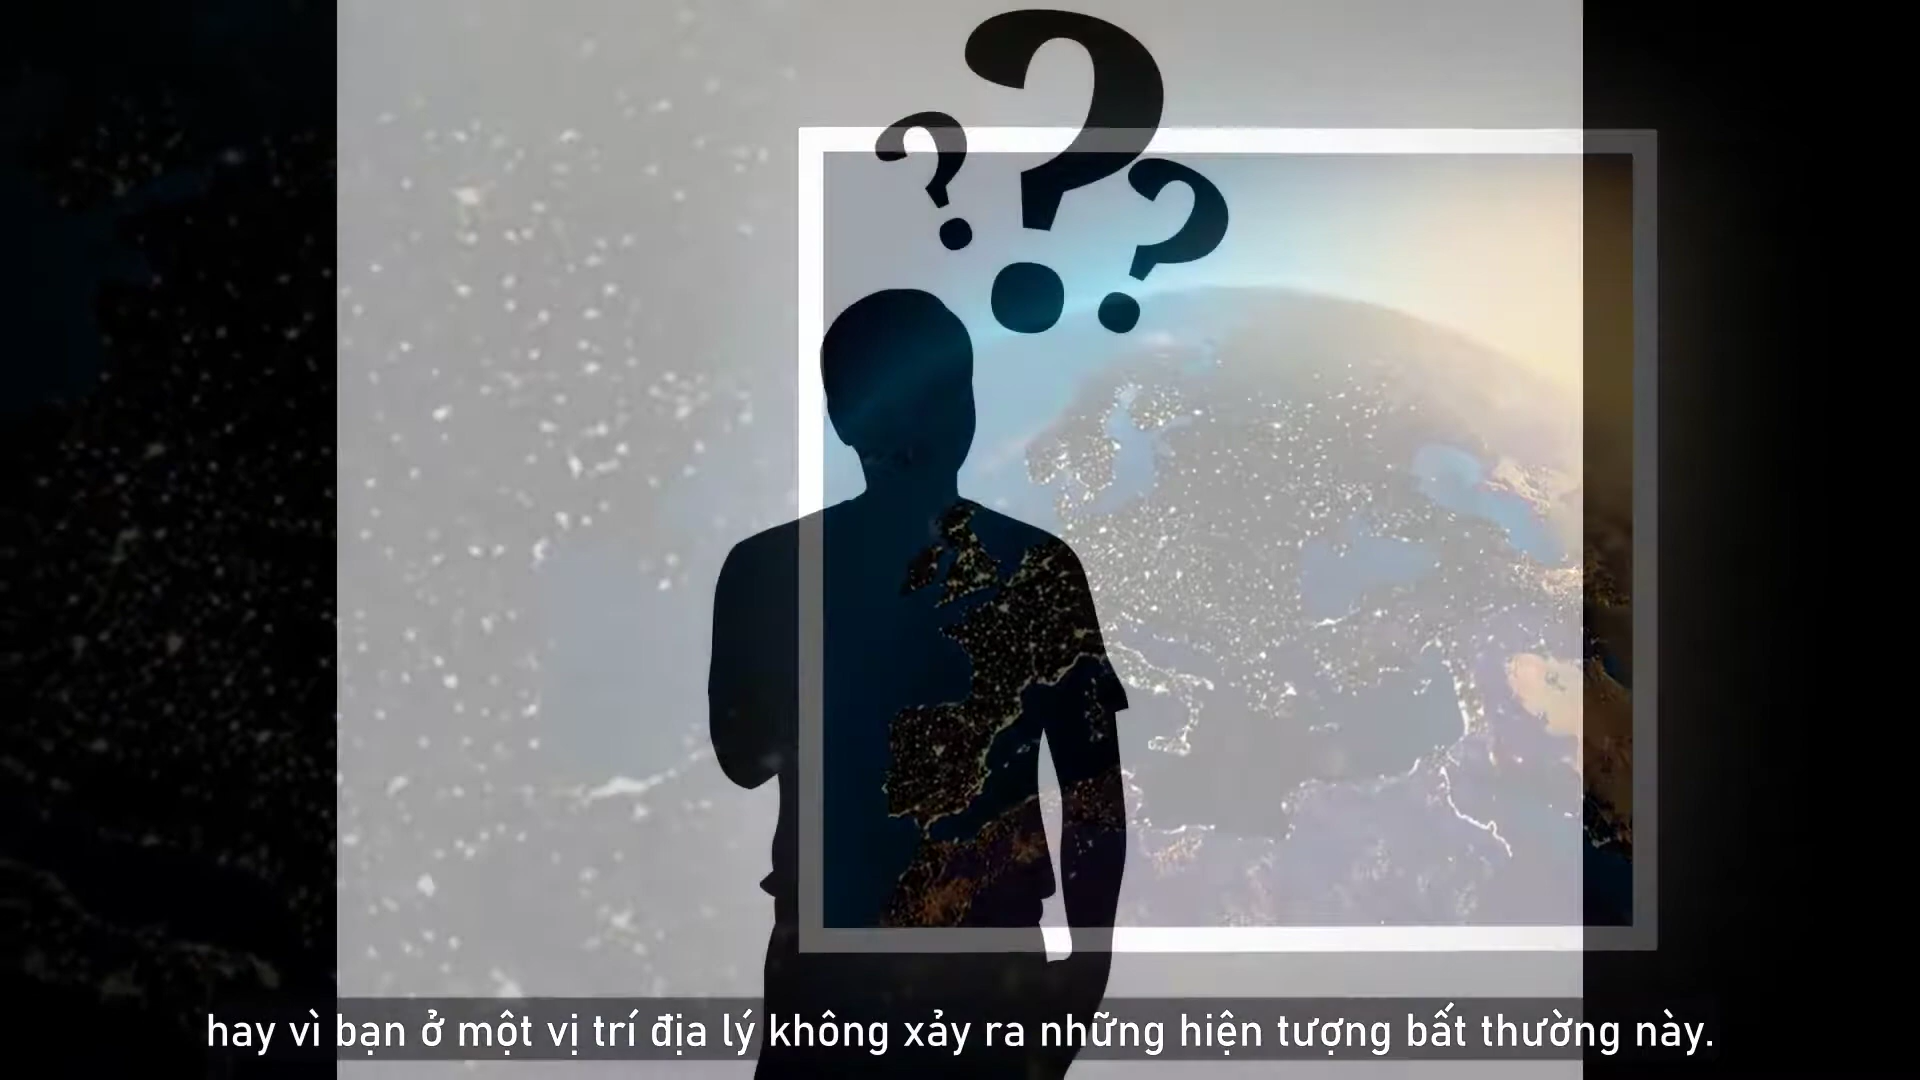 ? ? ?
hay vì bạn ở một vị trí địa lý không xảy ra những hiện tượng bất thường này.